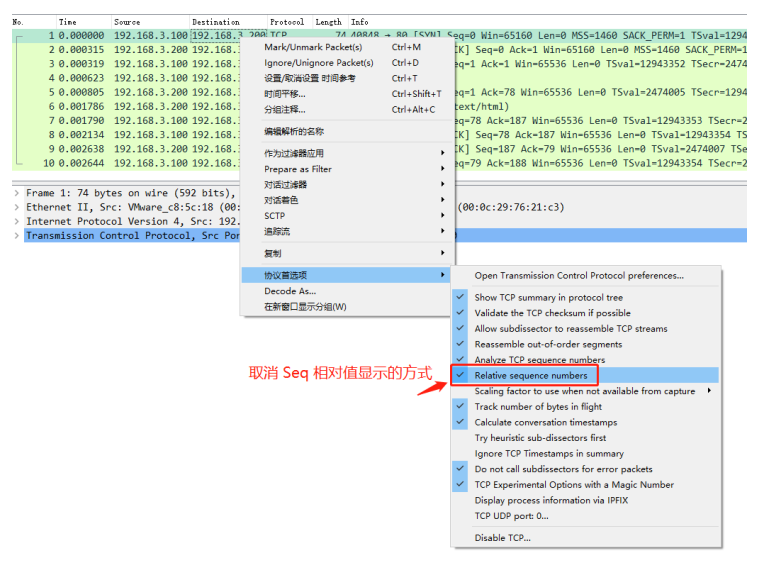 No. Time Source Destination Protocol Length Info
1 0.000000 192.168.3.100 192.168.3.200 TCP 74 40848 → 80 [SYN] Seq=0 Win=65160 Len=0 MSS=1460 SACK_PERM=1 TSval=1294
2 0.000315 192.168.3.200 192.168.3. CK] Seq=0 Ack=1 Win=65160 Len=0 MSS=1460 SACK_PERM=1
3 0.000319 192.168.3.100 192.168.3. eq=1 Ack=1 Win=65536 Len=0 TSval=12943352 TSecr=2474
4 0.000623 192.168.3.100 192.168.3.
5 0.000805 192.168.3.200 192.168.3. eq=1 Ack=78 Win=65536 Len=0 TSval=2474005 TSecr=1294
6 0.001786 192.168.3.200 192.168.3. text/html)
7 0.001790 192.168.3.100 192.168.3. eq=78 Ack=187 Win=65536 Len=0 TSval=12943354 TSecr=2
8 0.002134 192.168.3.100 192.168.3. CK] Seq=78 Ack=187 Win=65536 Len=0 TSval=12943354 TS
9 0.002638 192.168.3.200 192.168.3. CK] Seq=187 Ack=79 Win=65536 Len=0 TSval=2474007 TSe
10 0.002644 192.168.3.100 192.168.3. eq=79 Ack=188 Win=65536 Len=0 TSval=12943354 TSecr=2
Mark/Unmark Packet(s) Ctrl+M
Ignore/Unignore Packet(s) Ctrl+D
设置/取消设置 时间参考 Ctrl+T
时间平移... Ctrl+Shift+T
分组注释... Ctrl+Alt+C
编辑解析的名称
作为过滤器应用
Prepare as Filter
对话过滤器
对话着色
SCTP
追踪流
复制
协议首选项
Decode As...
在新窗口显示分组(W)
Frame 1: 74 bytes on wire (592 bits),
Ethernet II, Src: VMware_c8:5c:18 (00: (00:0c:29:76:21:c3)
Internet Protocol Version 4, Src: 192.
Transmission Control Protocol, Src Por
Open Transmission Control Protocol preferences...
Show TCP summary in protocol tree
Validate the TCP checksum if possible
Allow subdissector to reassemble TCP streams
Reassemble out-of-order segments
Analyze TCP sequence numbers
Relative sequence numbers
Scaling factor to use when not available from capture
Track number of bytes in flight
Calculate conversation timestamps
Try heuristic sub-dissectors first
Ignore TCP Timestamps in summary
Do not call subdissectors for error packets
TCP Experimental Options with a Magic Number
Display process information via IPFIX
TCP UDP port: 0...
Disable TCP...
取消 Seq 相对值显示的方式